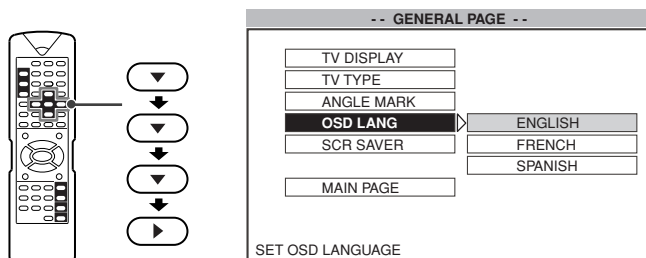 - - GENERAL PAGE - -
TV DISPLAY
TV TYPE
ANGLE MARK
OSD LANG
ENGLISH
SCR SAVER
FRENCH
SPANISH
MAIN PAGE
SET OSD LANGUAGE